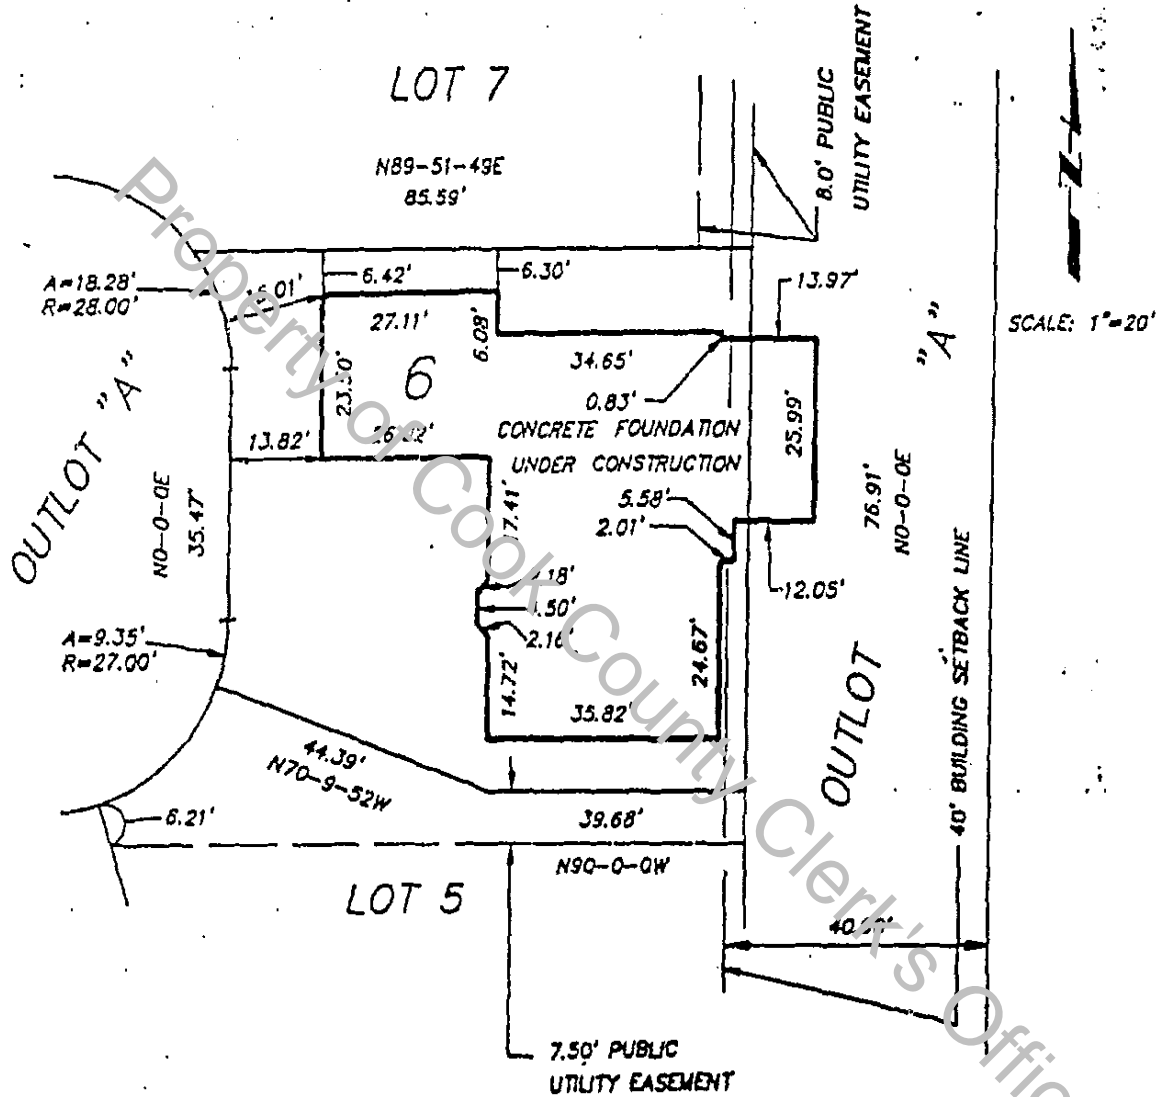 LOT 7
8.0' PUBLIC
UTILITY EASEMENT
N89-51-49E
85.59'
A=18.28'
R=28.00'
6.42'
6.30'
13.97'
27.11'
6.08'
34.65'
0.83'
6
SCALE: 1"=20'
OUTLOT "A"
13.82'
CONCRETE FOUNDATION
UNDER CONSTRUCTION
25.99'
5.58'
2.01'
12.05'
N0-0-0E
35.47'
76.91'
N0-0-0E
OUTLOT "A"
A=9.35'
R=27.00'
14.72'
35.82'
24.67'
44.39'
N70-9-52W
6.21'
39.68'
N90-0-0W
LOT 5
40' BUILDING SETBACK LINE
7.50' PUBLIC
UTILITY EASEMENT
Property of Cook County Clerk's Office